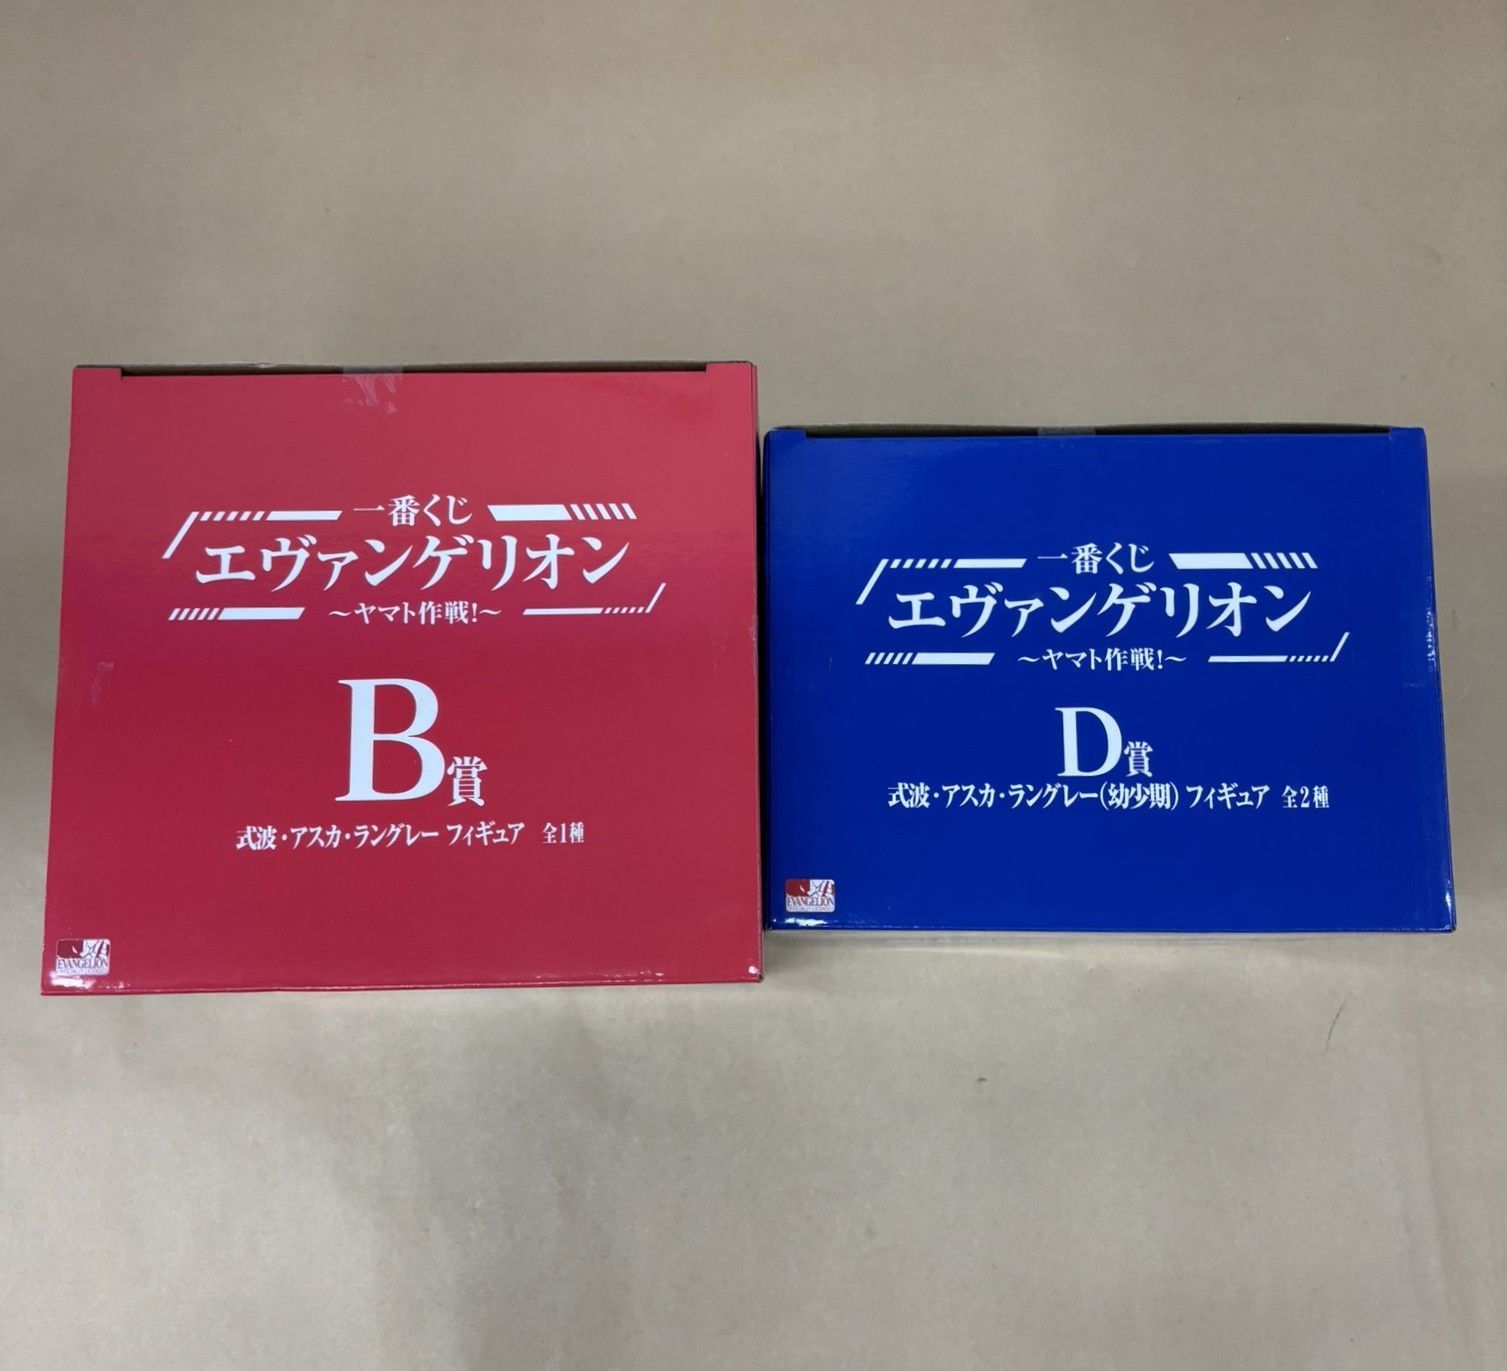 一番くじ
エヴァンゲリオン
～ヤマト作戦!～
B賞
式波・アスカ・ラングレー フィギュア 全1種
EVANGELION
一番くじ
エヴァンゲリオン
～ヤマト作戦!～
D賞
式波・アスカ・ラングレー(幼少期) フィギュア 全2種
EVANGELION